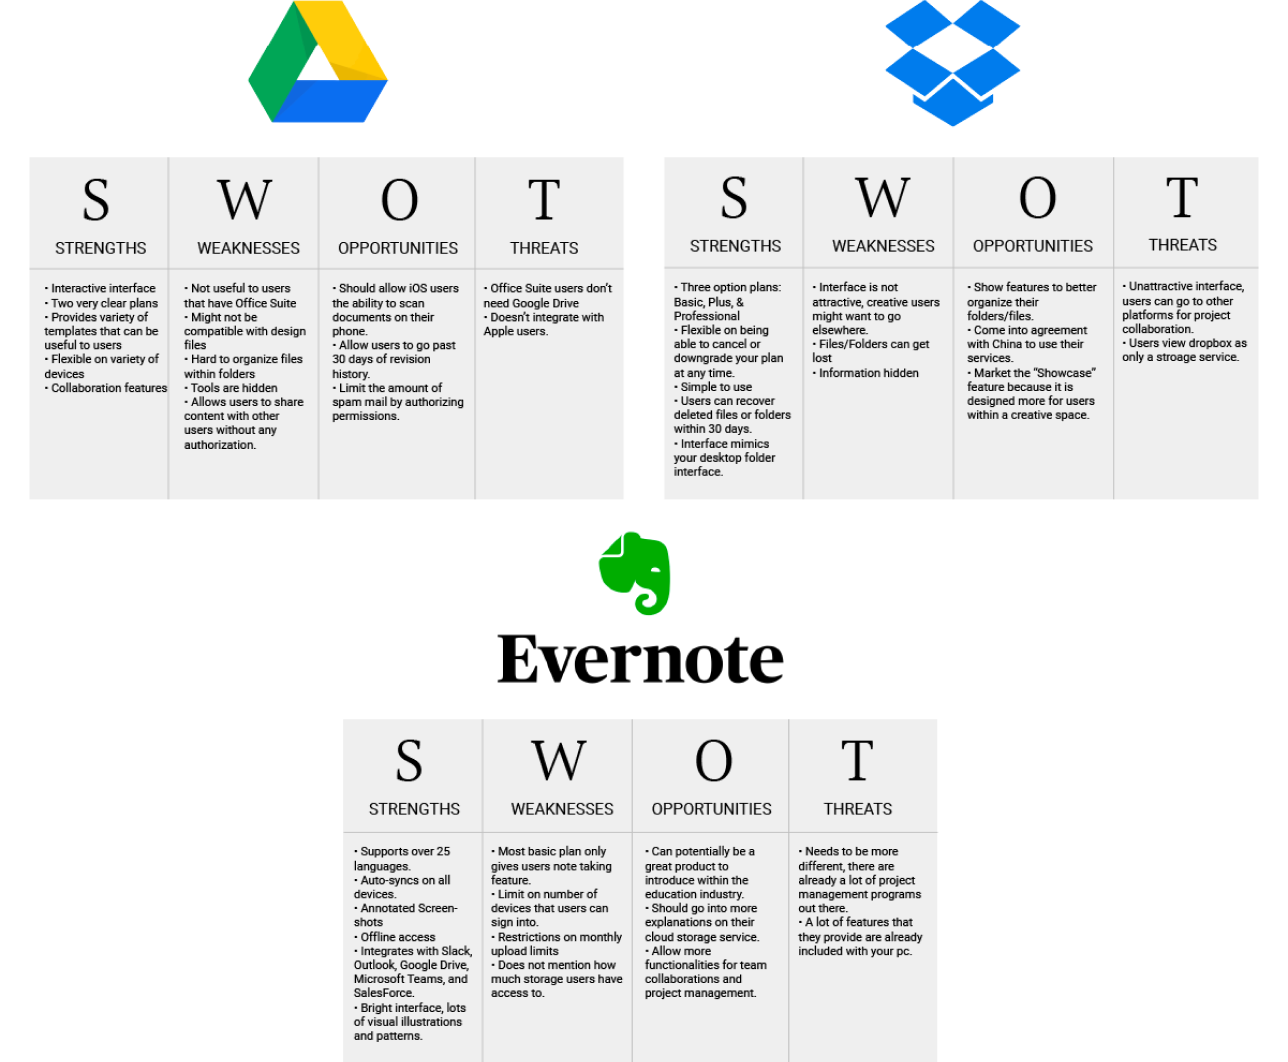 S
W
O
T
STRENGTHS
WEAKNESSES
OPPORTUNITIES
THREATS
• Interactive interface
• Two very clear plans
• Provides variety of
templates that can be
useful to users
• Flexible on variety of
devices
• Collaboration features
• Not useful to users
that have Office Suite
• Might not be
compatible with design
files
• Hard to organize files
within folders
• Tools are hidden
• Allows users to share
content with other
users without any
authorization.
• Should allow iOS users
the ability to scan
documents on their
phone.
• Allow users to go past
30 days of revision
history.
• Limit the amount of
spam mail by authorizing
permissions.
• Office Suite users don't
need Google Drive
• Doesn't integrate with
Apple users.
S
W
O
T
STRENGTHS
WEAKNESSES
OPPORTUNITIES
THREATS
• Three option plans:
Basic, Plus, &
Professional
• Flexible on being
able to cancel or
downgrade your plan
at any time.
• Simple to use
• Users can recover
deleted files or folders
within 30 days.
• Interface mimics
your desktop folder
interface.
• Interface is not
attractive, creative users
might want to go
elsewhere.
• Files/Folders can get
lost
• Information hidden
• Show features to better
organize their
folders/files.
• Come into agreement
with China to use their
services.
• Market the “Showcase”
feature because it is
designed more for users
within a creative space.
• Unattractive interface,
users can go to other
platforms for project
collaboration.
• Users view dropbox as
only a stroage service.
Evernote
S
W
O
T
STRENGTHS
WEAKNESSES
OPPORTUNITIES
THREATS
• Supports over 25
languages.
• Auto-syncs on all
devices.
• Annotated Screen-
shots
• Offline access
• Integrates with Slack,
Outlook, Google Drive,
Microsoft Teams, and
SalesForce.
• Bright interface, lots
of visual illustrations
and patterns.
• Most basic plan only
gives users note taking
feature.
• Limit on number of
devices that users can
sign into.
• Restrictions on monthly
upload limits
• Does not mention how
much storage users have
access to.
• Can potentially be a
great product to
introduce within the
education industry.
• Should go into more
explanations on their
cloud storage service.
• Allow more
functionalities for team
collaborations and
project management.
• Needs to be more
different, there are
already a lot of project
management programs
out there.
• A lot of features that
they provide are already
included with your pc.